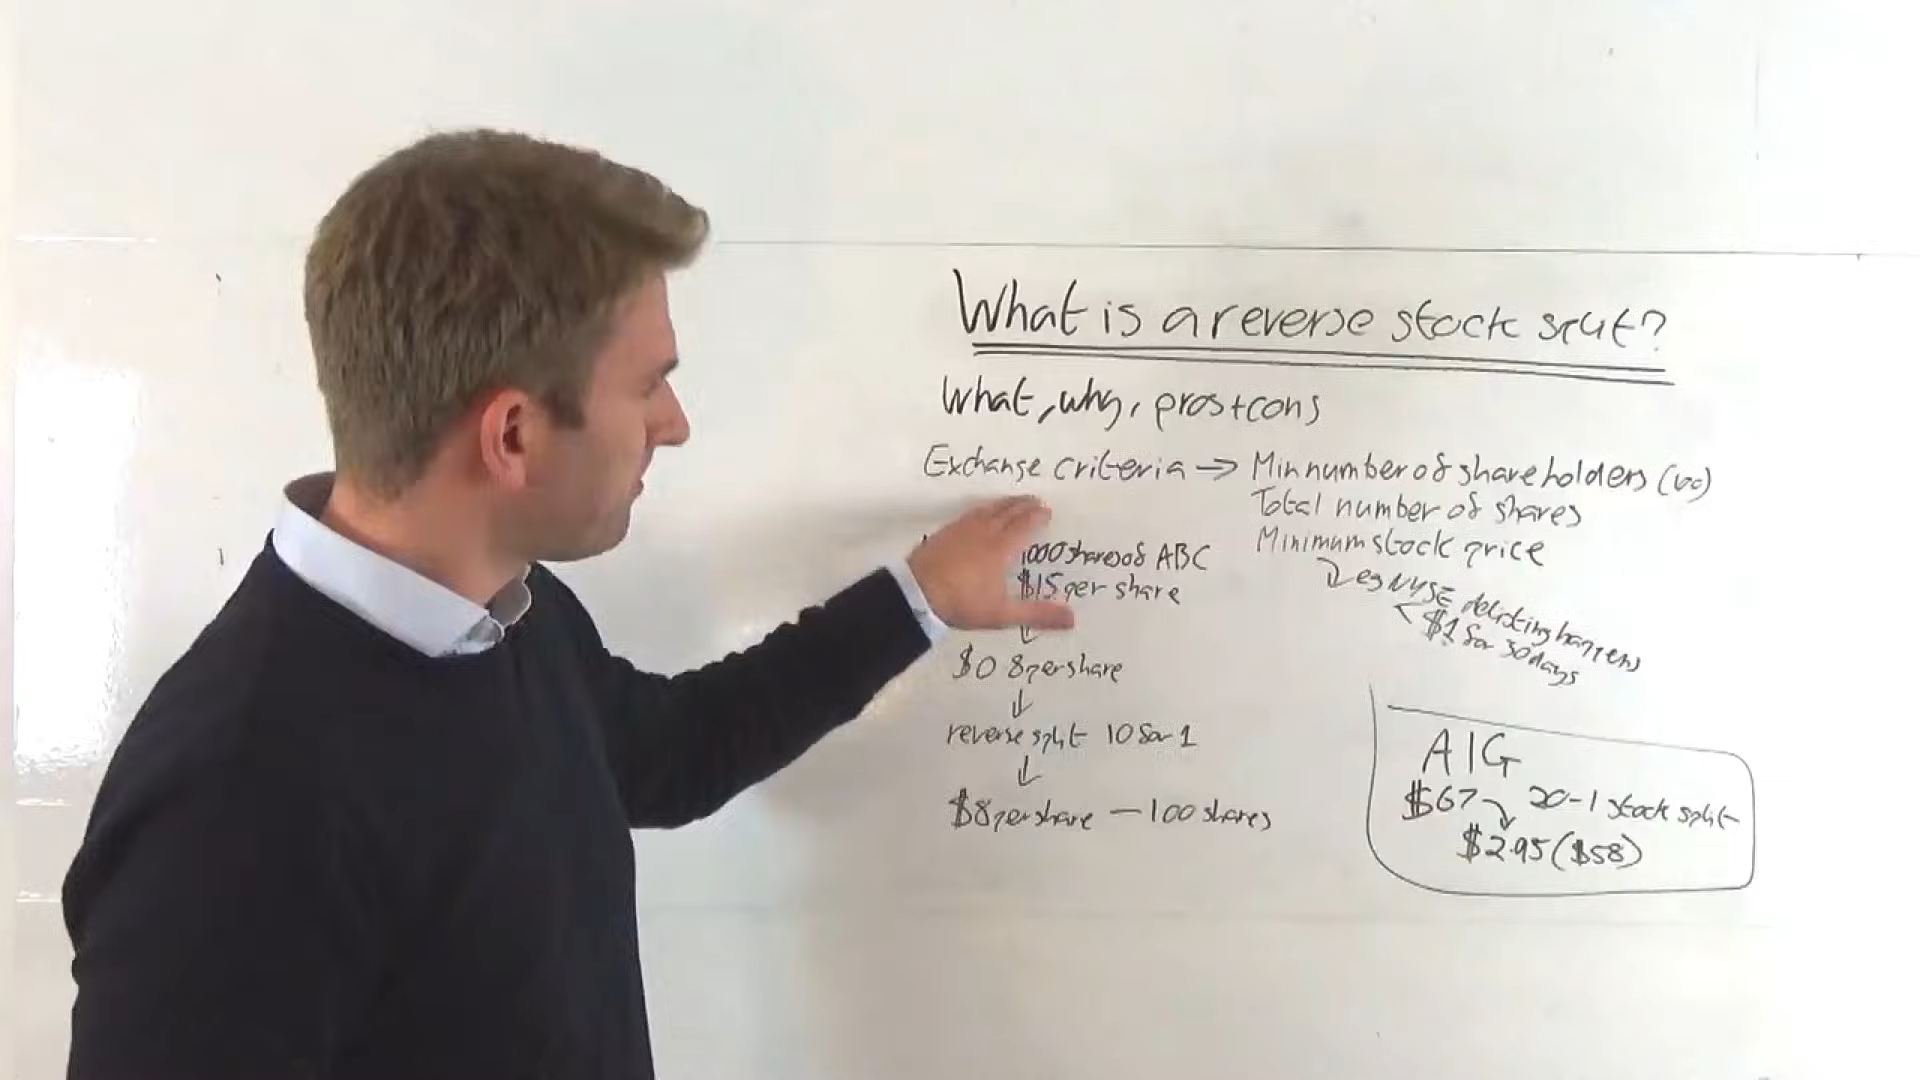 What is a reverse stock split?
What, why, pros + cons
Exchange criteria → Min number of shareholders
Total number of shares
Minimum stock price
↳ eg NYSE delisting happens
< $1 for 30 days
1000 shares of ABC
$15 per share
↓
$0.8 per share
↓
reverse split 10 for 1
↓
$8 per share — 100 shares
AIG
$67 ↘ 20-1 stock split
$2.95 ($58)